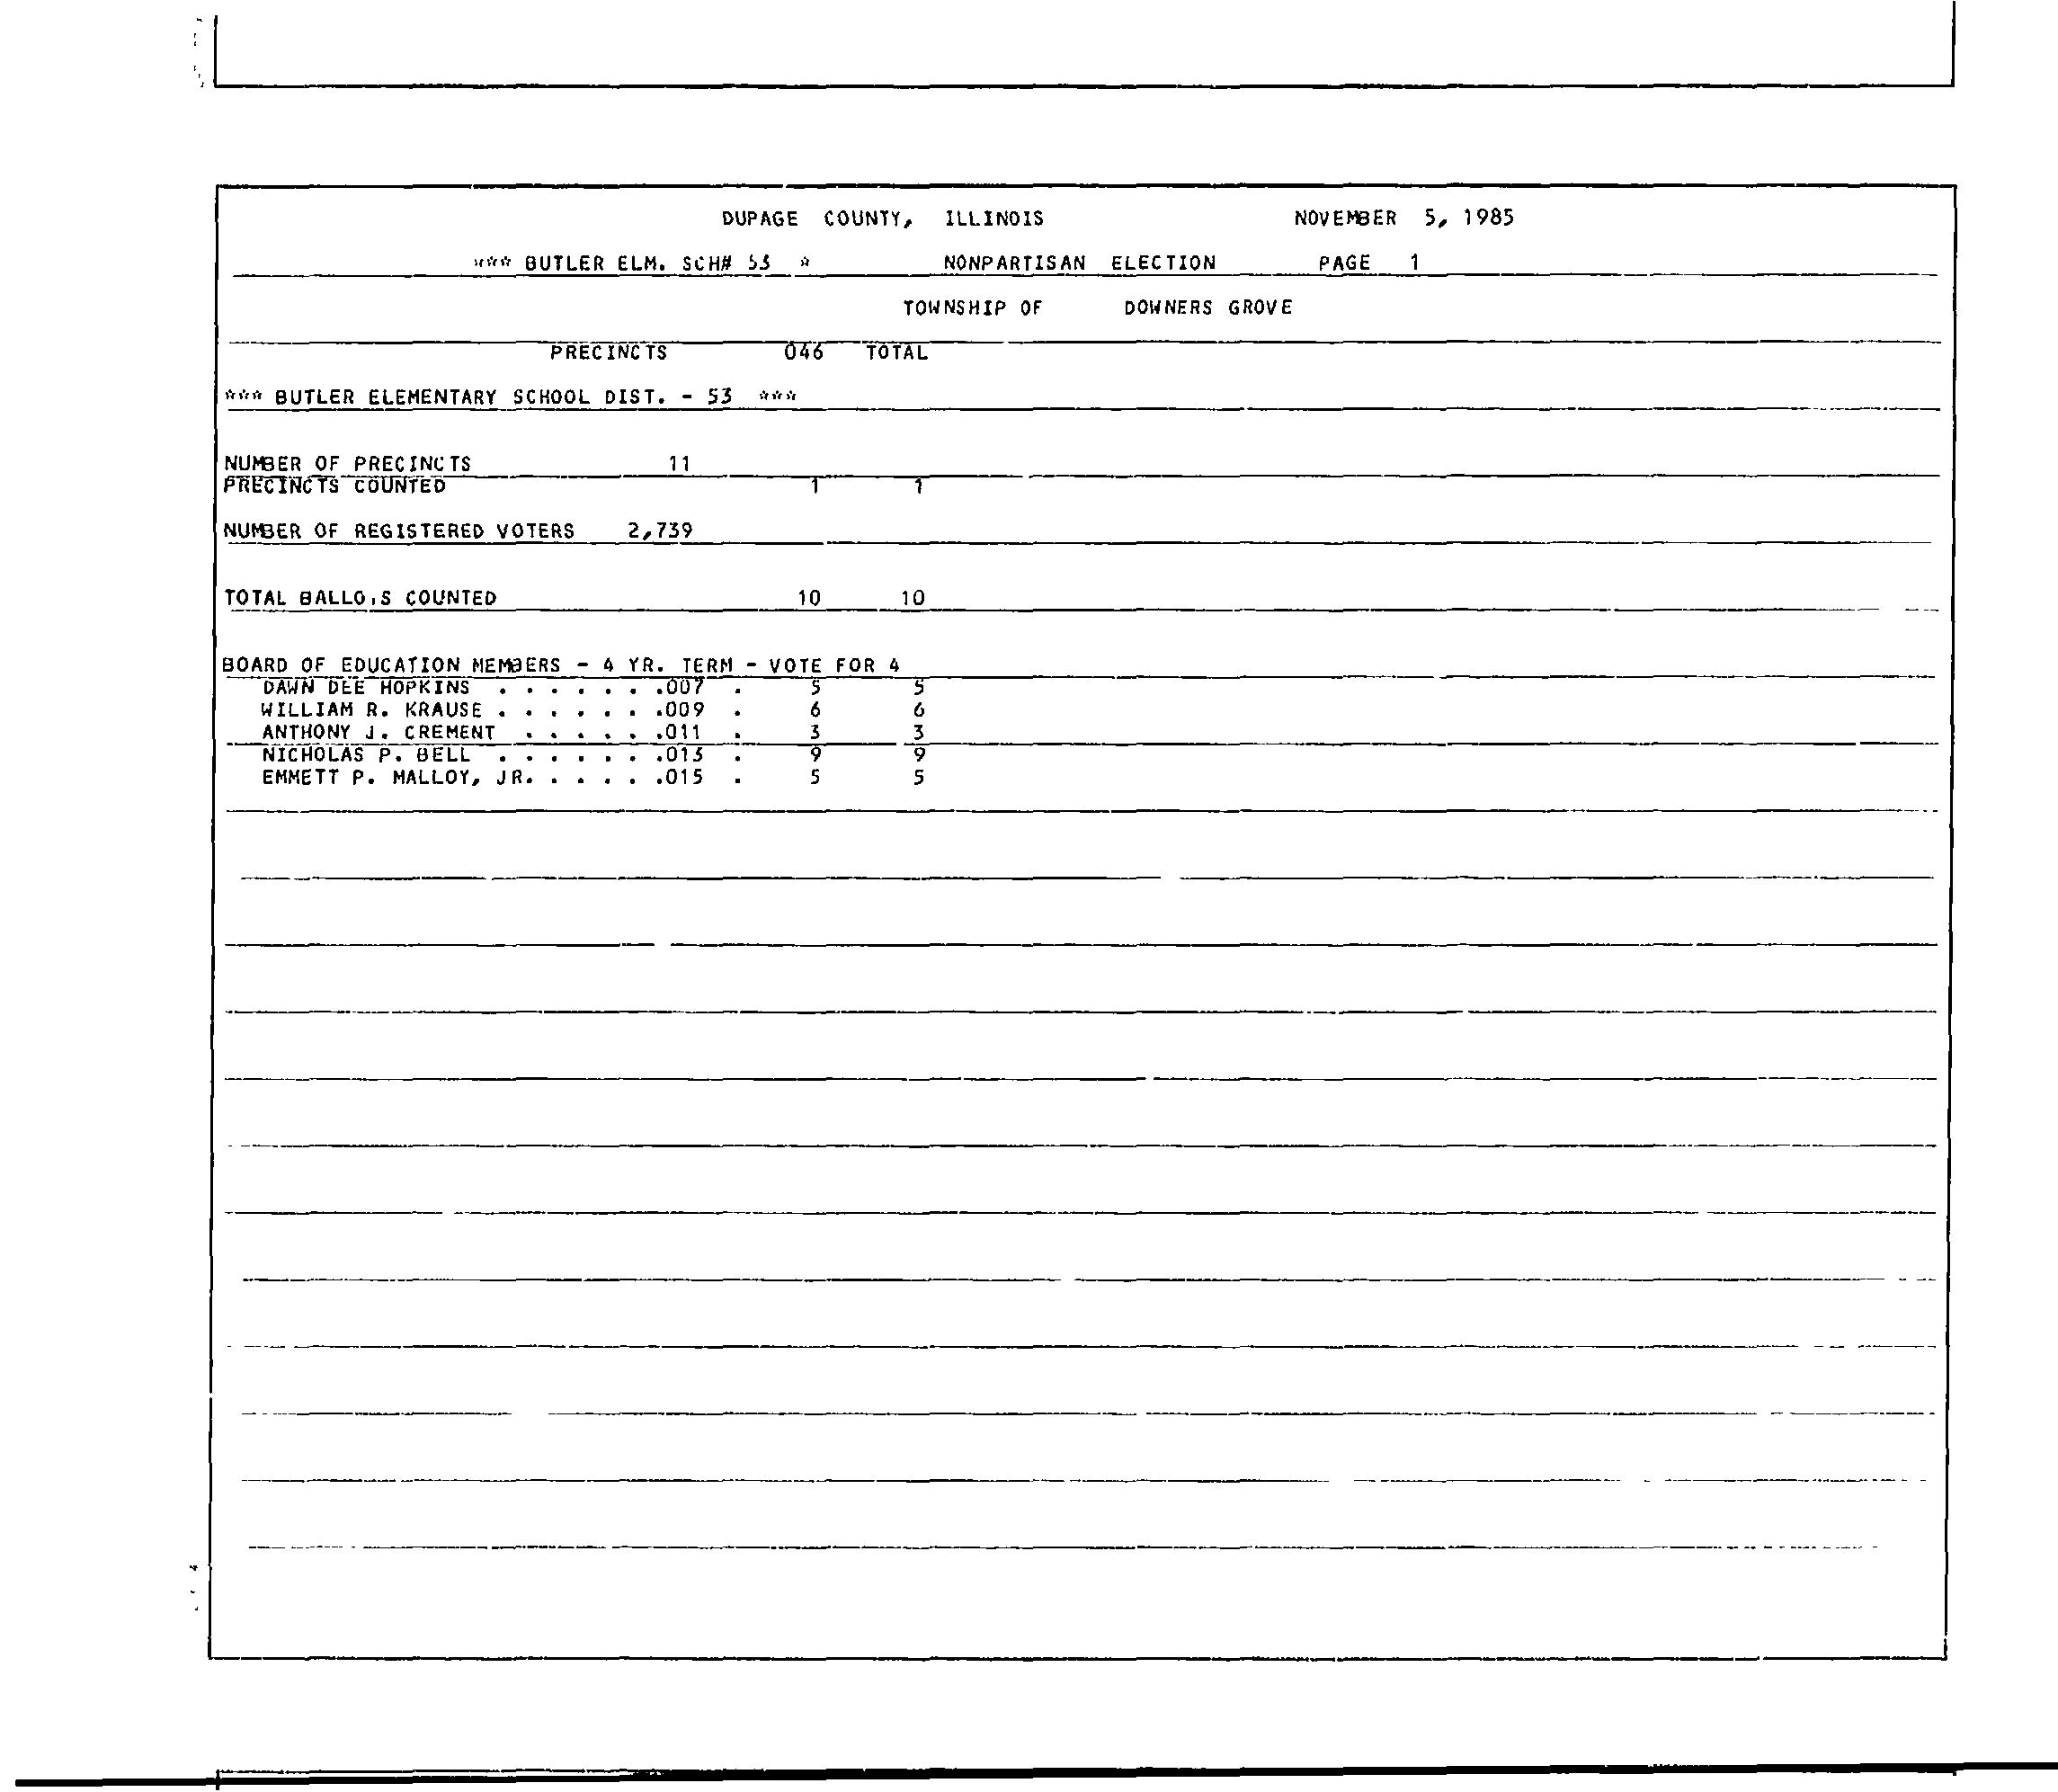 DUPAGE COUNTY, ILLINOIS NOVEMBER 5, 1985
*** BUTLER ELM. SCH# 53 * NONPARTISAN ELECTION PAGE 1
TOWNSHIP OF DOWNERS GROVE
PRECINCTS 046 TOTAL
*** BUTLER ELEMENTARY SCHOOL DIST. - 53 ***
NUMBER OF PRECINCTS 11
PRECINCTS COUNTED 1 1
NUMBER OF REGISTERED VOTERS 2,739
TOTAL BALLO,S COUNTED 10 10
BOARD OF EDUCATION MEMBERS - 4 YR. TERM - VOTE FOR 4
DAWN DEE HOPKINS . . . . . . .007 . 5 5
WILLIAM R. KRAUSE . . . . . . .009 . 6 6
ANTHONY J. CREMENT . . . . . .011 . 3 3
NICHOLAS P. BELL . . . . . . .013 . 9 9
EMMETT P. MALLOY, JR. . . . . .015 . 5 5